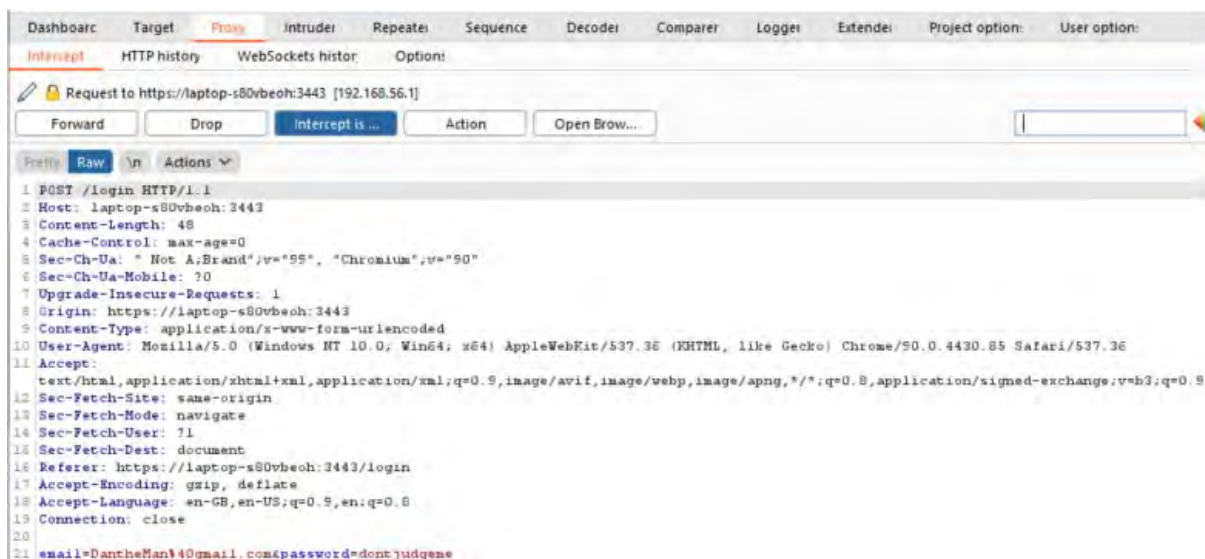 Dashboarc Target Proxy Intruder Repeater Sequence Decoder Comparer Logger Extender Project option: User option:
Intercept HTTP history WebSockets histor Option:
Request to https://laptop-s80vbeoh:3443 [192.168.56.1]
Forward Drop Intercept is ... Action Open Brow...
Pretty Raw \n Actions
1 POST /login HTTP/1.1
2 Host: laptop-s80vbeoh:3443
3 Content-Length: 48
4 Cache-Control: max-age=0
5 Sec-Ch-Ua: " Not A;Brand";v="99", "Chromium";v="90"
6 Sec-Ch-Ua-Mobile: ?0
7 Upgrade-Insecure-Requests: 1
8 Origin: https://laptop-s80vbeoh:3443
9 Content-Type: application/x-www-form-urlencoded
10 User-Agent: Mozilla/5.0 (Windows NT 10.0; Win64; x64) AppleWebKit/537.36 (KHTML, like Gecko) Chrome/90.0.4430.85 Safari/537.36
11 Accept:
text/html,application/xhtml+xml,application/xml;q=0.9,image/avif,image/webp,image/apng,*/*;q=0.8,application/signed-exchange;v=b3;q=0.9
12 Sec-Fetch-Site: same-origin
13 Sec-Fetch-Mode: navigate
14 Sec-Fetch-User: ?1
15 Sec-Fetch-Dest: document
16 Referer: https://laptop-s80vbeoh:3443/login
17 Accept-Encoding: gzip, deflate
18 Accept-Language: en-GB,en-US;q=0.9,en;q=0.8
19 Connection: close
20
21 email=DantheMan%40gmail.com&password=dontjudgeme